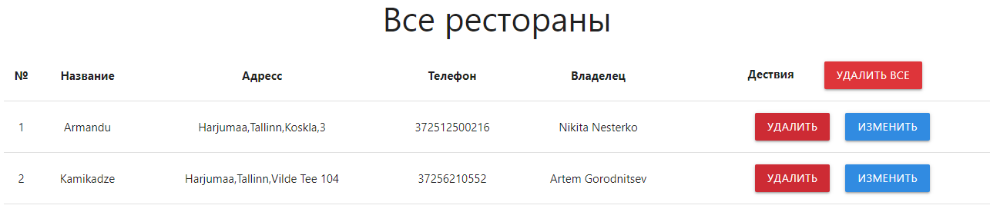 Все рестораны
№ Название Адресс Телефон Владелец Дествия УДАЛИТЬ ВСЕ
1 Armandu Harjumaa,Tallinn,Koskla,3 372512500216 Nikita Nesterko УДАЛИТЬ ИЗМЕНИТЬ
2 Kamikadze Harjumaa,Tallinn,Vilde Tee 104 37256210552 Artem Gorodnitsev УДАЛИТЬ ИЗМЕНИТЬ